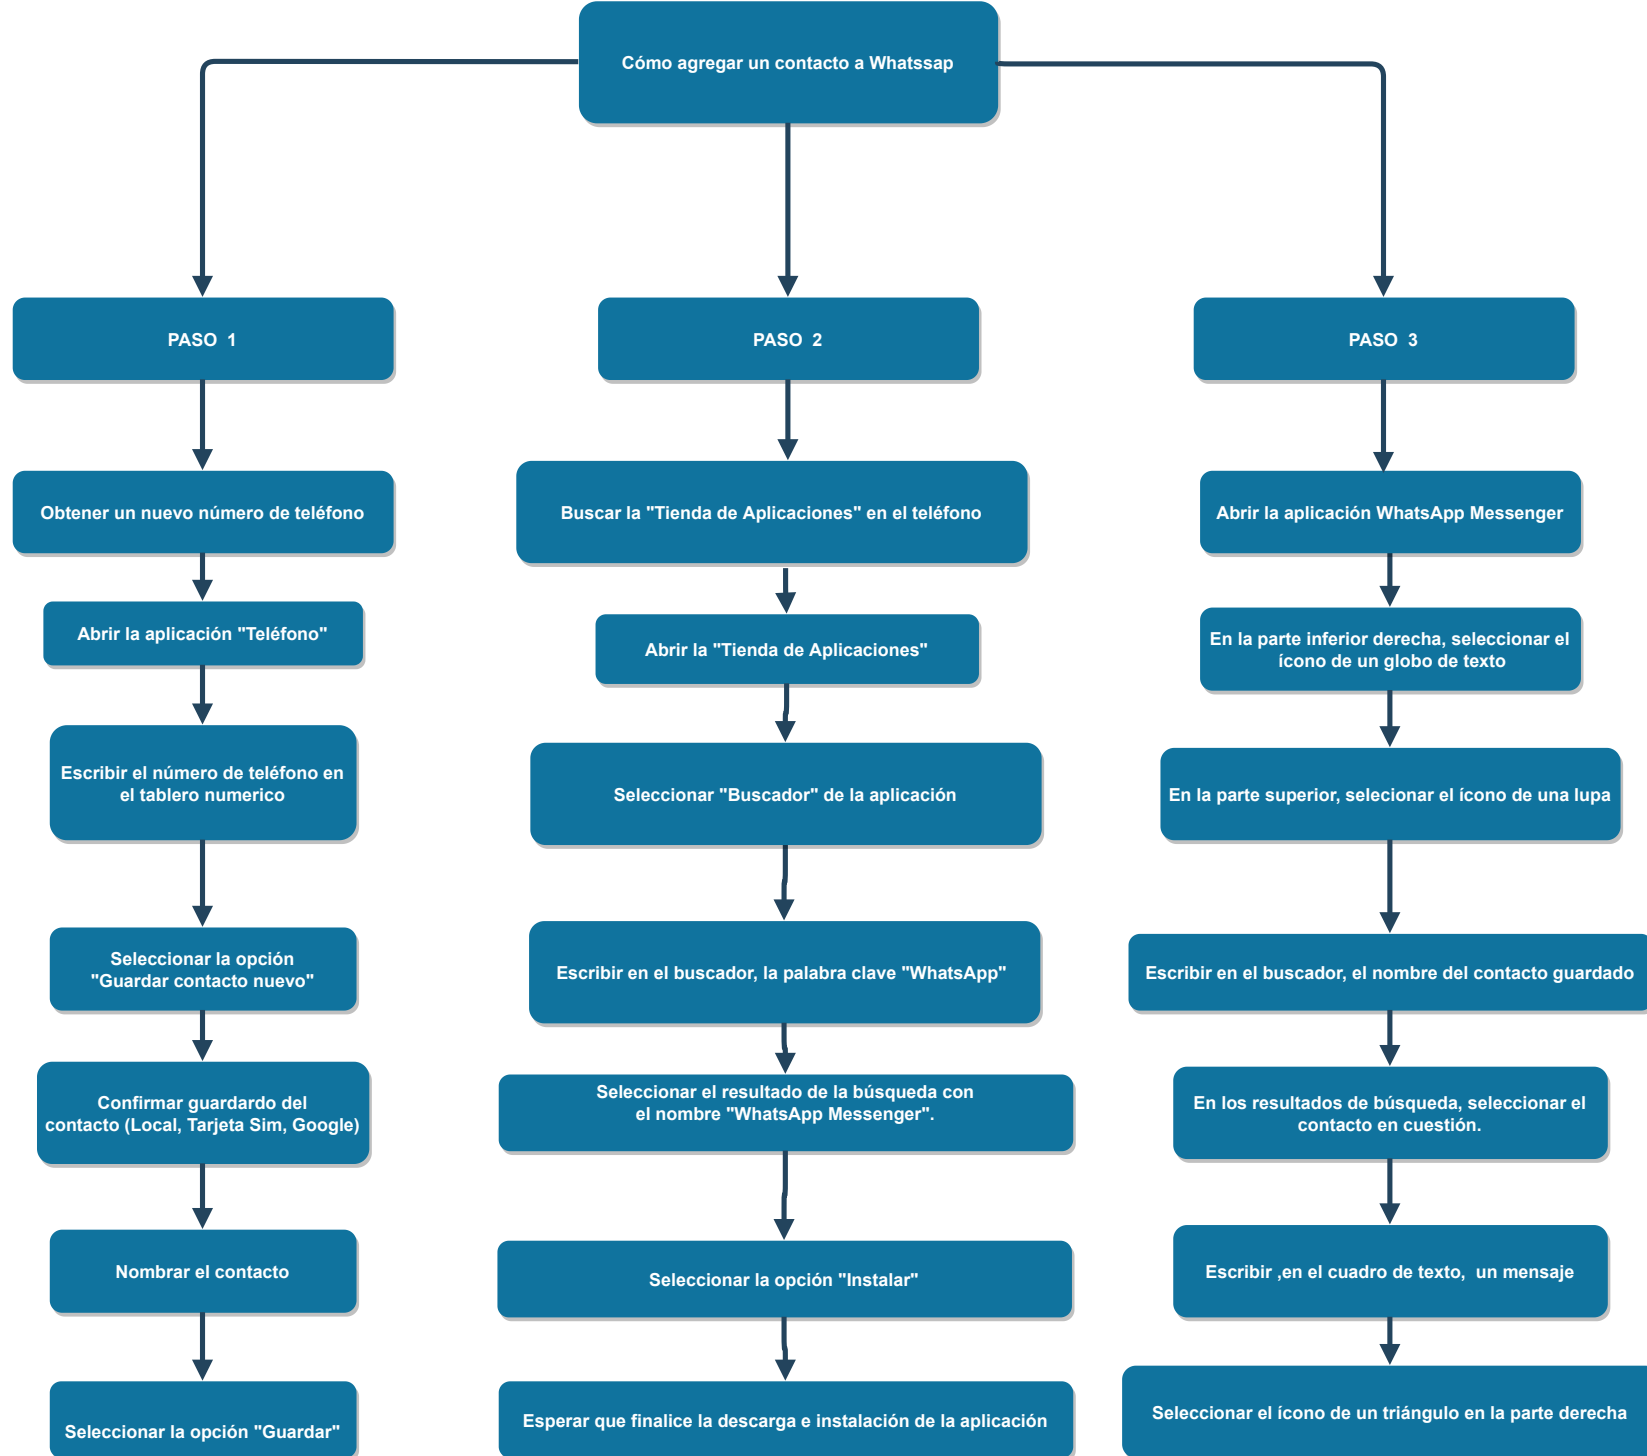 Cómo agregar un contacto a Whatssap
PASO 1
Obtener un nuevo número de teléfono
Abrir la aplicación "Teléfono"
Escribir el número de teléfono en
el tablero numerico
Seleccionar la opción
"Guardar contacto nuevo"
Confirmar guardardo del
contacto (Local, Tarjeta Sim, Google)
Nombrar el contacto
Seleccionar la opción "Guardar"
PASO 2
Buscar la "Tienda de Aplicaciones" en el teléfono
Abrir la "Tienda de Aplicaciones"
Seleccionar "Buscador" de la aplicación
Escribir en el buscador, la palabra clave "WhatsApp"
Seleccionar el resultado de la búsqueda con
el nombre "WhatsApp Messenger".
Seleccionar la opción "Instalar"
Esperar que finalice la descarga e instalación de la aplicación
PASO 3
Abrir la aplicación WhatsApp Messenger
En la parte inferior derecha, seleccionar el
ícono de un globo de texto
En la parte superior, selecionar el ícono de una lupa
Escribir en el buscador, el nombre del contacto guardado
En los resultados de búsqueda, seleccionar el
contacto en cuestión.
Escribir ,en el cuadro de texto, un mensaje
Seleccionar el ícono de un triángulo en la parte derecha